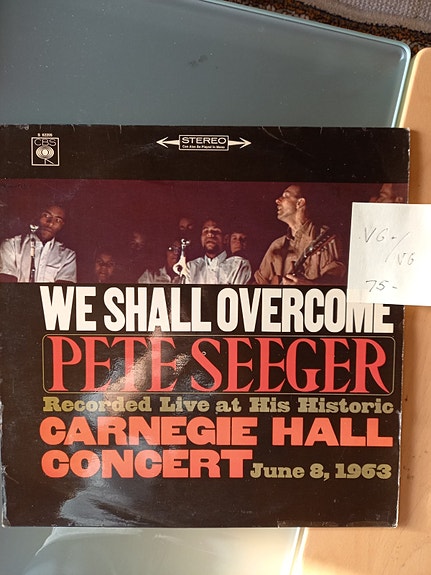 CBS
STEREO
WE SHALL OVERCOME
PETE SEEGER
Recorded Live at His Historic
CARNEGIE HALL
CONCERT June 8, 1963
VG-/
VG
75-